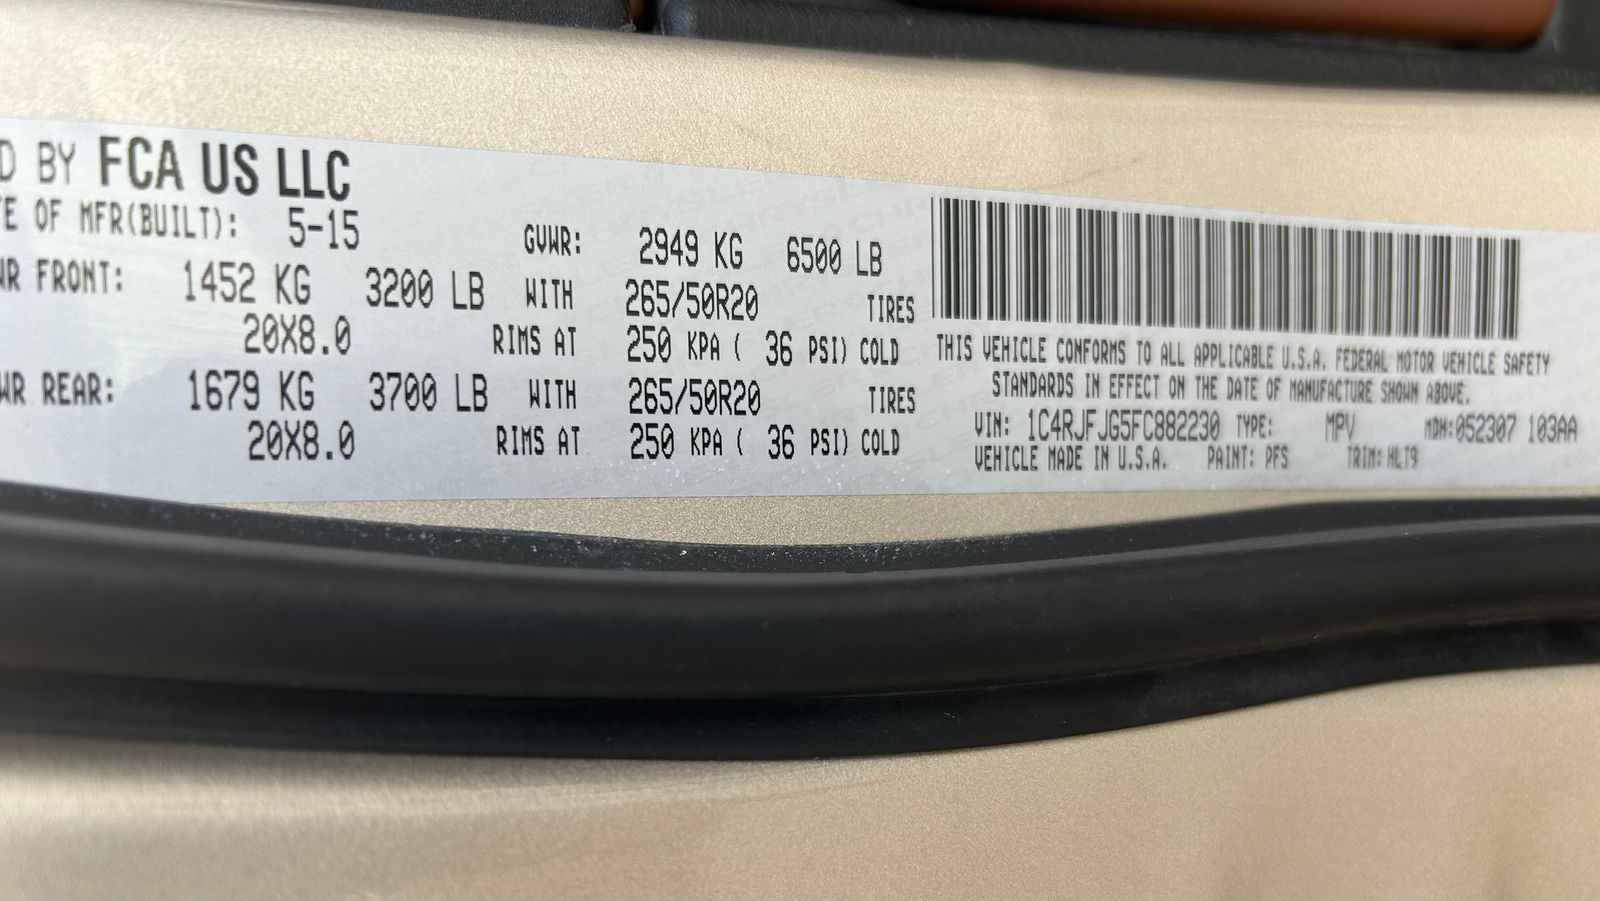 D BY FCA US LLC
TE OF MFR(BUILT): 5-15
GVWR: 2949 KG 6500 LB
WR FRONT: 1452 KG 3200 LB WITH 265/50R20 TIRES
20X8.0 RIMS AT 250 KPA ( 36 PSI) COLD
WR REAR: 1679 KG 3700 LB WITH 265/50R20 TIRES
20X8.0 RIMS AT 250 KPA ( 36 PSI) COLD
THIS VEHICLE CONFORMS TO ALL APPLICABLE U.S.A. FEDERAL MOTOR VEHICLE SAFETY
STANDARDS IN EFFECT ON THE DATE OF MANUFACTURE SHOWN ABOVE.
VIN: 1C4RJFJG5FC882230 TYPE: MPV MDH:052307 103AA
VEHICLE MADE IN U.S.A. PAINT: PFS TRIM: HLT9